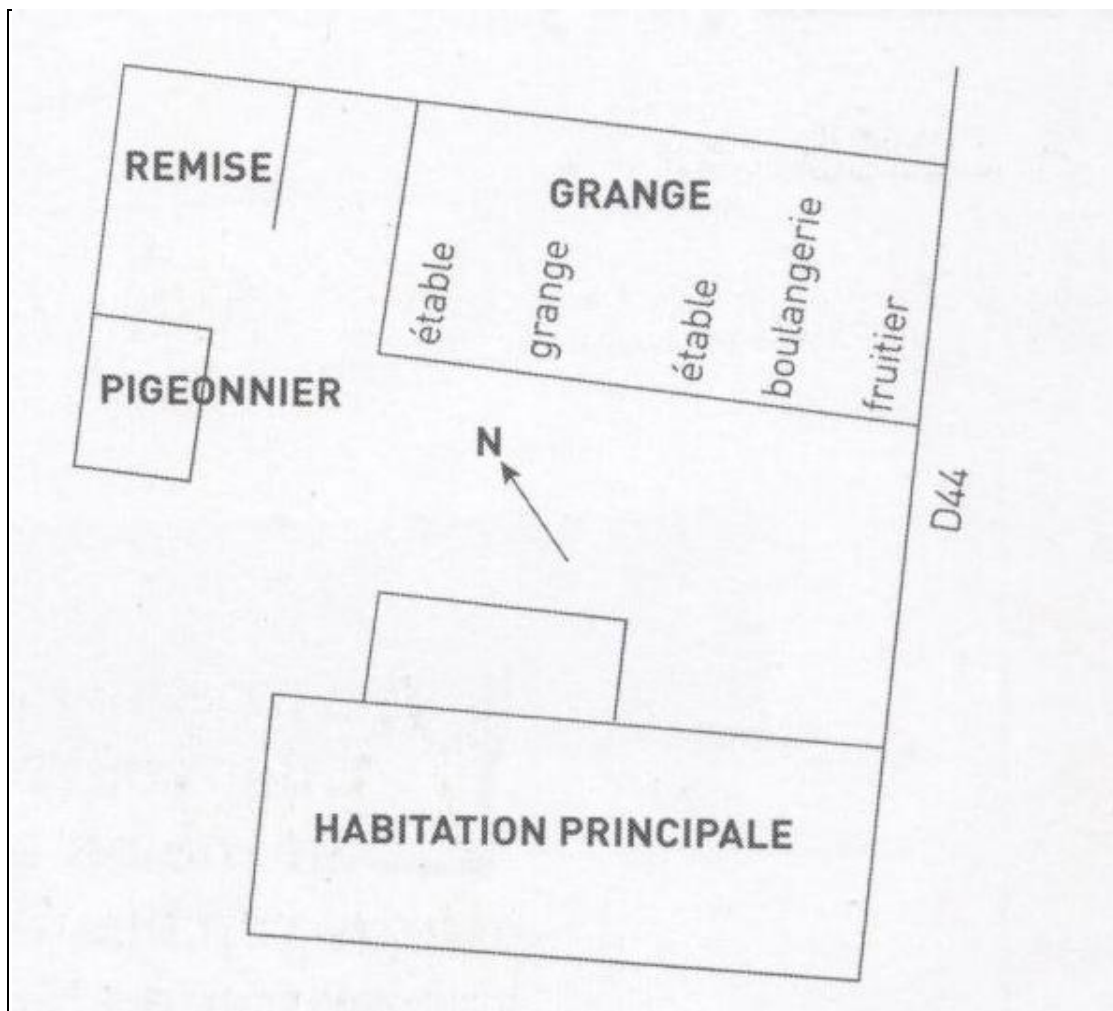 REMISE
GRANGE
étable
grange
étable
boulangerie
fruitier
PIGEONNIER
N
D44
HABITATION PRINCIPALE